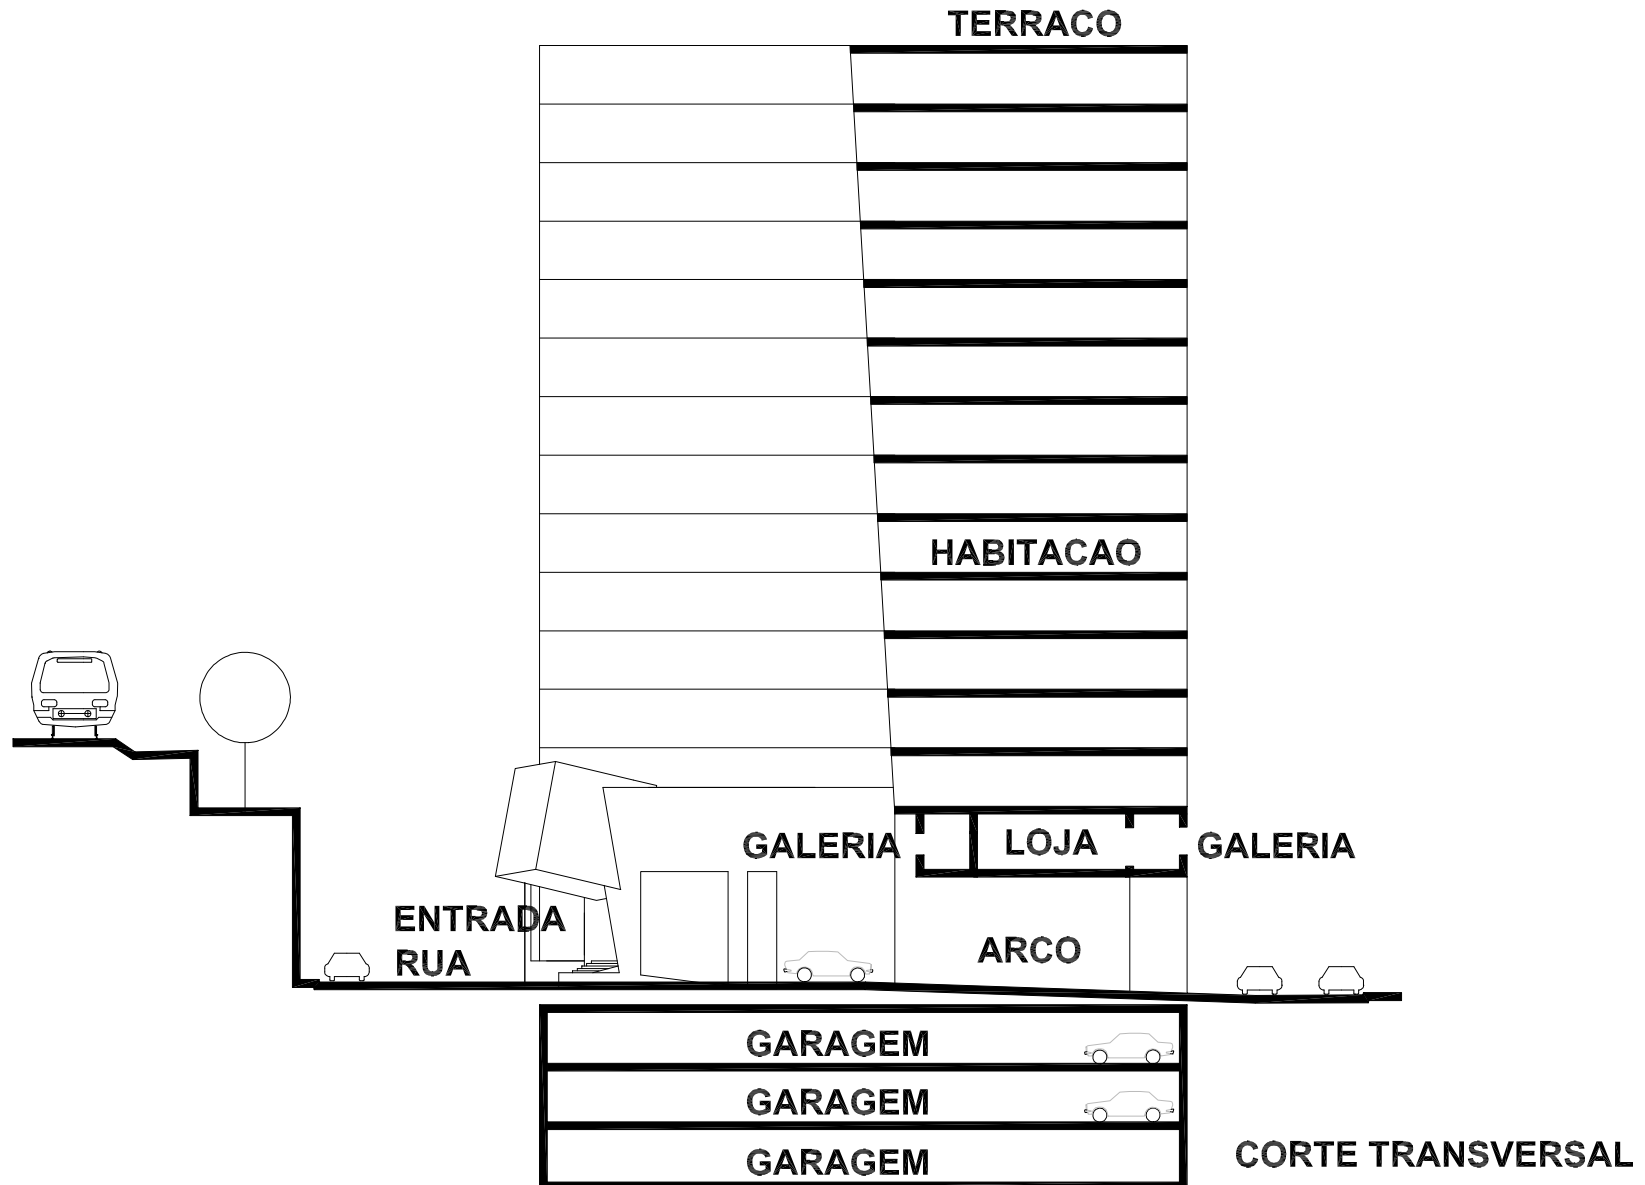 TERRACO
HABITACAO
GALERIA
LOJA
GALERIA
ENTRADA
RUA
ARCO
GARAGEM
GARAGEM
GARAGEM
CORTE TRANSVERSAL